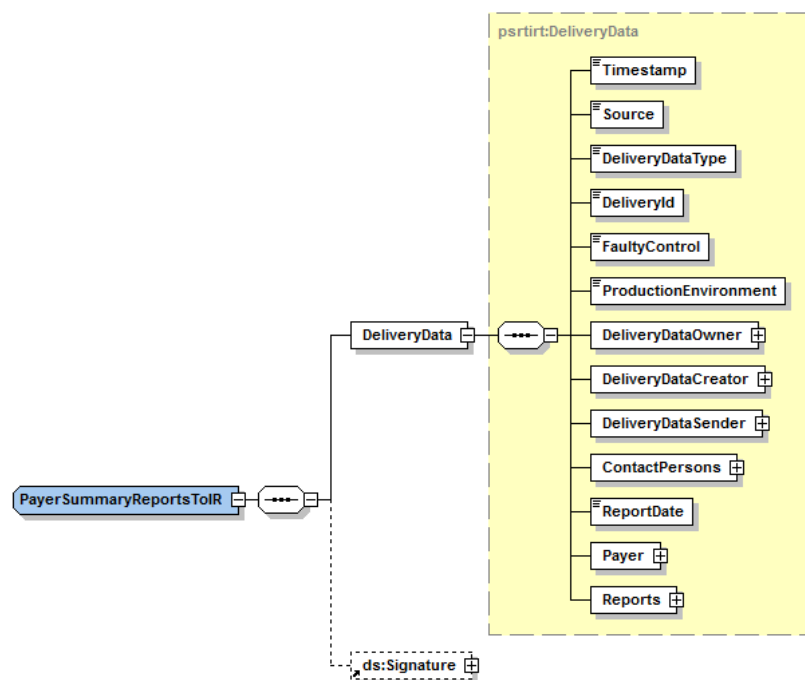 psrtirt:DeliveryData
Timestamp
Source
DeliveryDataType
DeliveryId
FaultyControl
ProductionEnvironment
DeliveryData
DeliveryDataOwner
DeliveryDataCreator
DeliveryDataSender
ContactPersons
PayerSummaryReportsToIR
ReportDate
Payer
Reports
ds:Signature